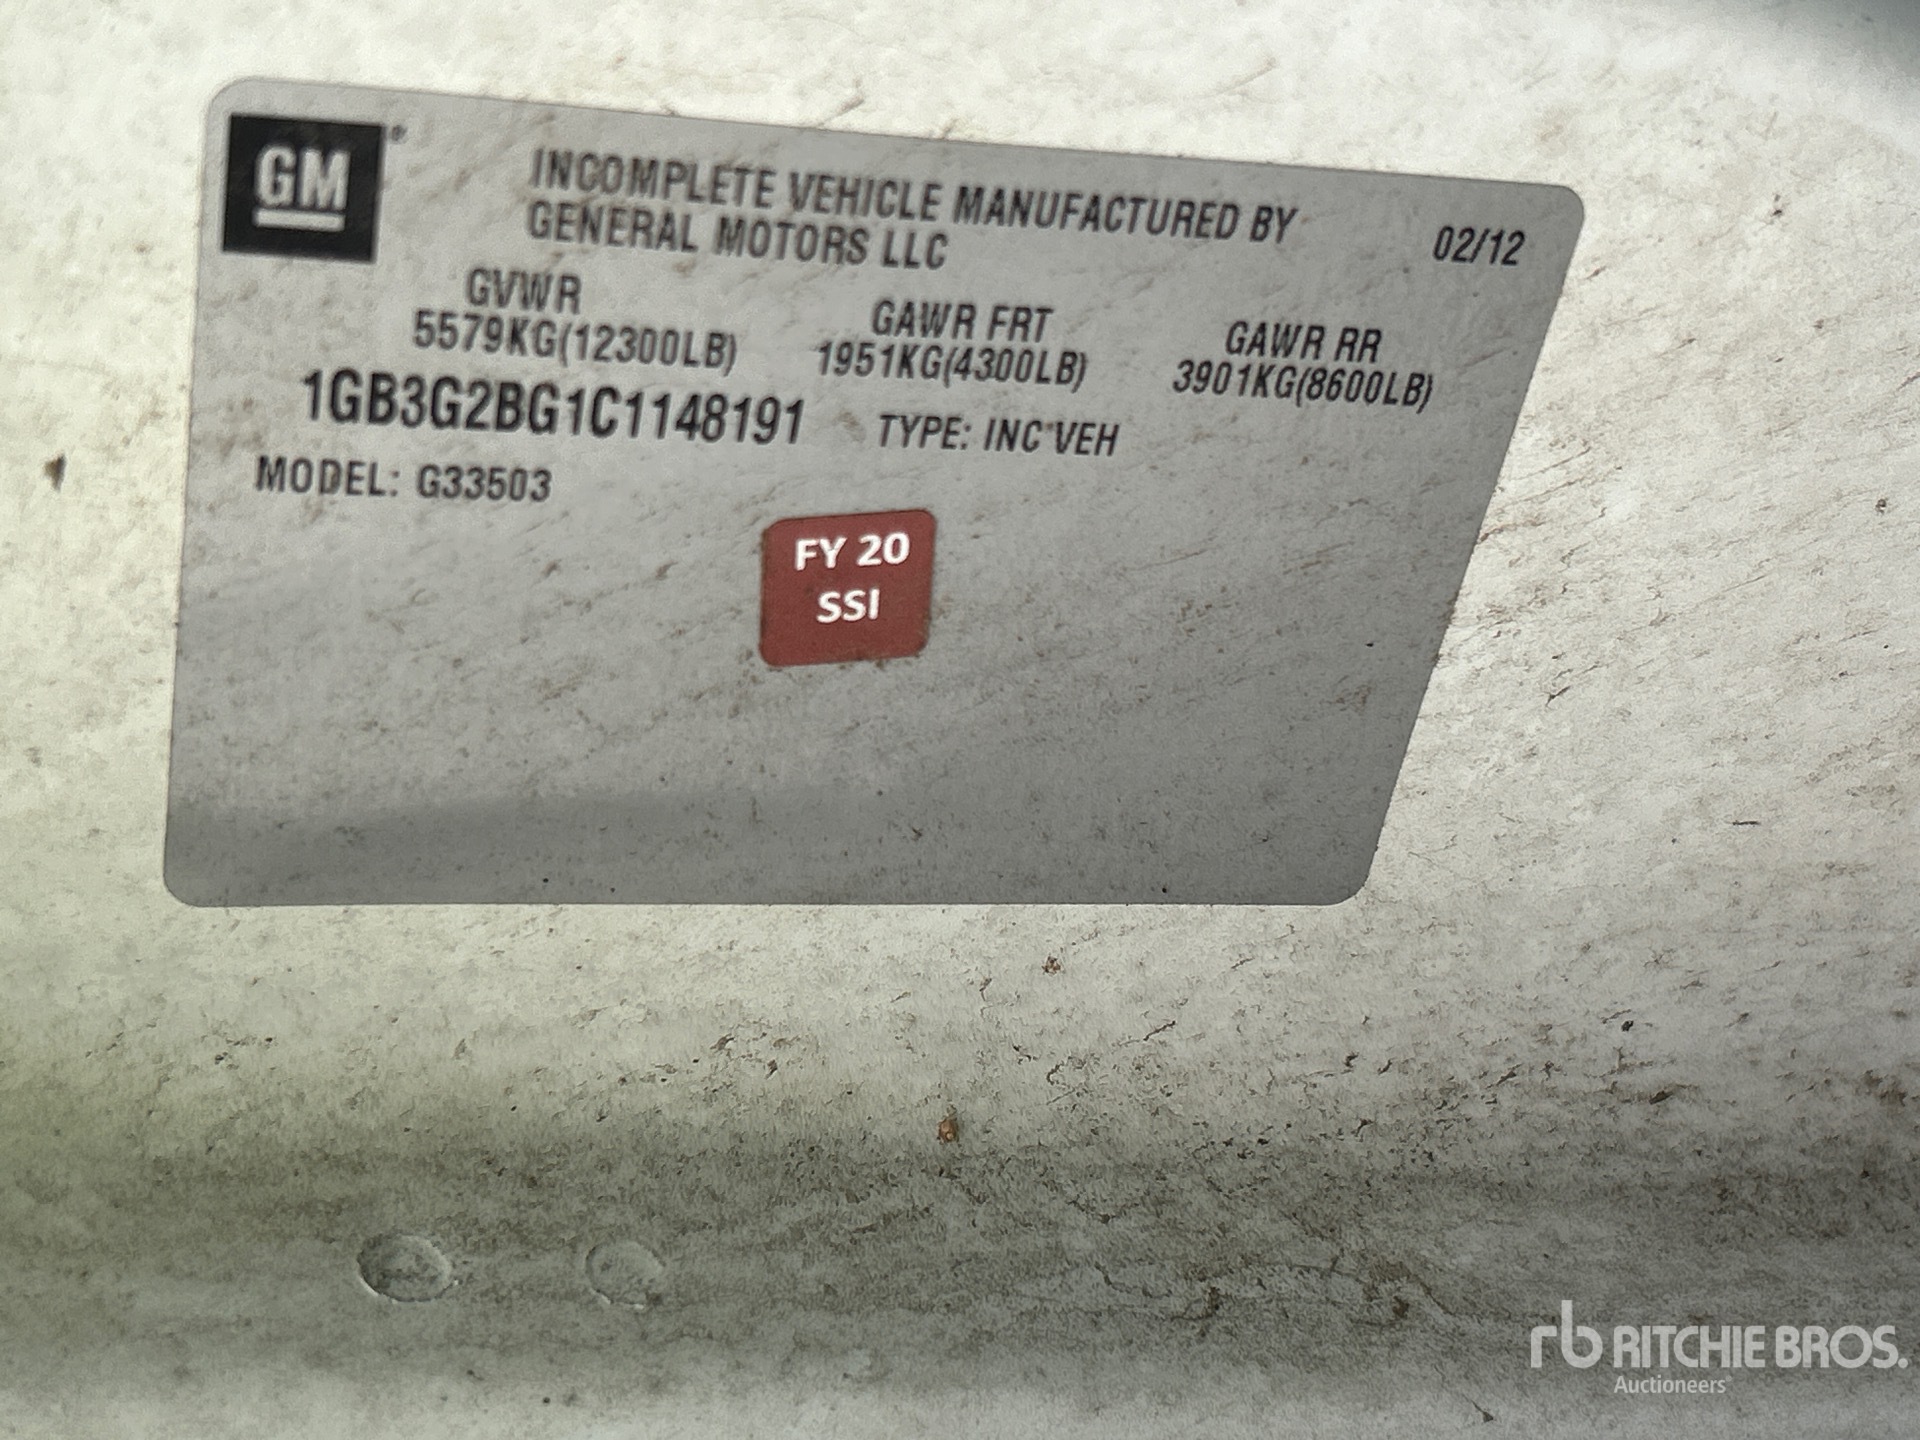 GM®
INCOMPLETE VEHICLE MANUFACTURED BY
GENERAL MOTORS LLC
02/12
GVWR
5579KG(12300LB)
GAWR FRT
1951KG(4300LB)
GAWR RR
3901KG(8600LB)
1GB3G2BG1C1148191
TYPE: INC VEH
MODEL: G33503
FY 20
SSI
rb RITCHIE BROS.
Auctioneers